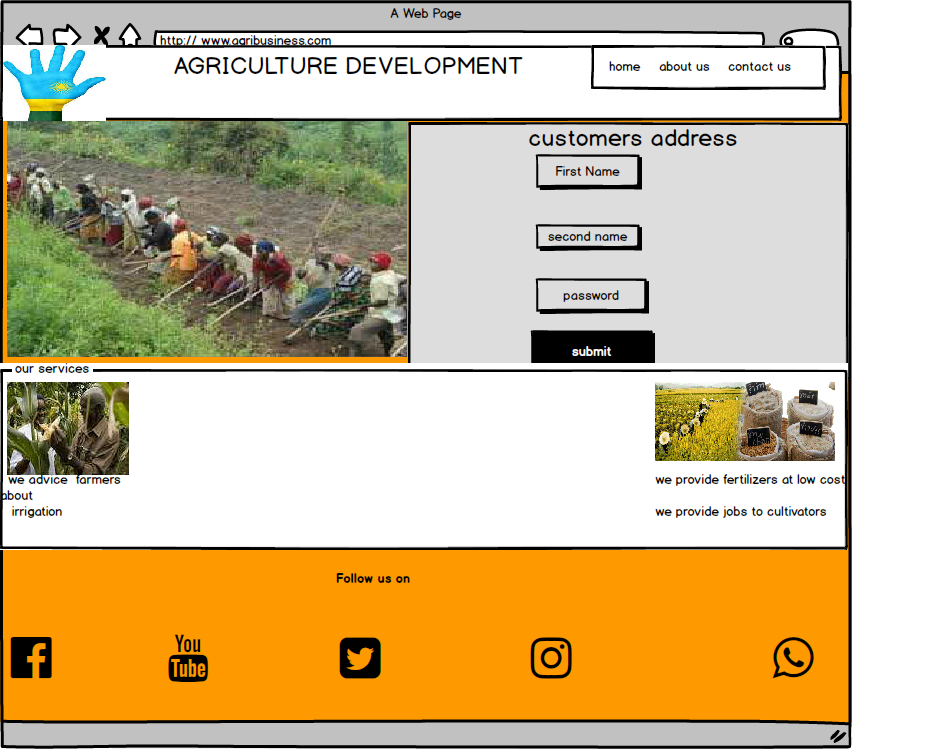 A Web Page
http:// www.agribusiness.com
AGRICULTURE DEVELOPMENT
home about us contact us
customers address
First Name
second name
password
submit
our services
we advice farmers
about
irrigation
we provide fertilizers at low cost
we provide jobs to cultivators
Follow us on
You
Tube